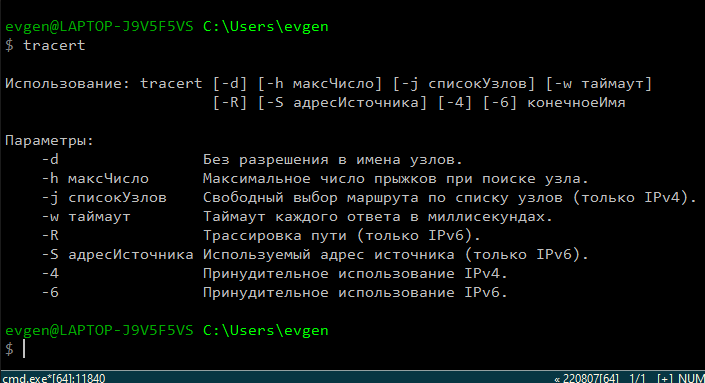 evgen@LAPTOP-J9V5F5VS C:\Users\evgen
$ tracert
Использование: tracert [-d] [-h максЧисло] [-j списокУзлов] [-w таймаут]
[-R] [-S адресИсточника] [-4] [-6] конечноеИмя
Параметры:
-d Без разрешения в имена узлов.
-h максЧисло Максимальное число прыжков при поиске узла.
-j списокУзлов Свободный выбор маршрута по списку узлов (только IPv4).
-w таймаут Таймаут каждого ответа в миллисекундах.
-R Трассировка пути (только IPv6).
-S адресИсточника Используемый адрес источника (только IPv6).
-4 Принудительное использование IPv4.
-6 Принудительное использование IPv6.
evgen@LAPTOP-J9V5F5VS C:\Users\evgen
$
cmd.exe*[64]:11840 « 220807[64] 1/1 [+] NUM